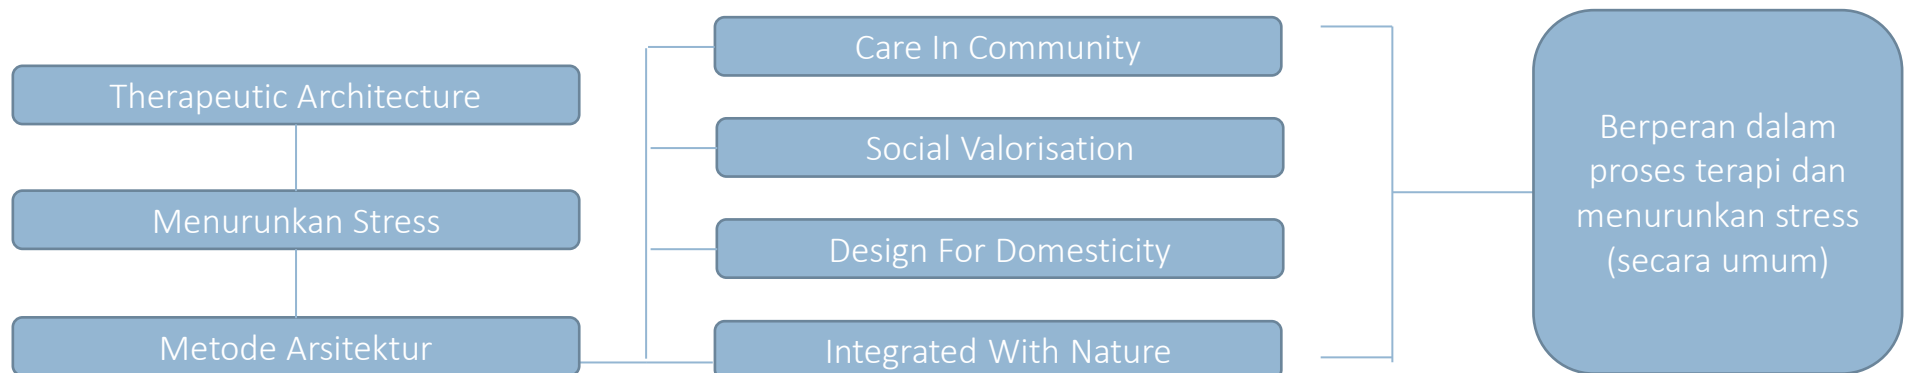 Therapeutic Architecture
Menurunkan Stress
Metode Arsitektur
Care In Community
Social Valorisation
Design For Domesticity
Integrated With Nature
Berperan dalam
proses terapi dan
menurunkan stress
(secara umum)